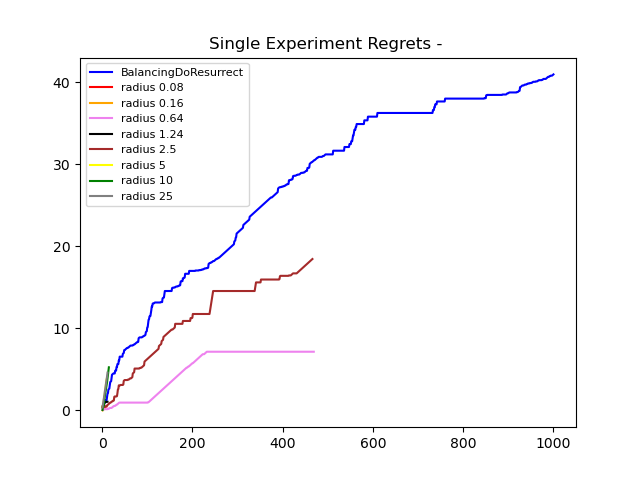 Single Experiment Regrets -
BalancingDoResurrect
radius 0.08
radius 0.16
radius 0.64
radius 1.24
radius 2.5
radius 5
radius 10
radius 25
40
30
20
10
0
0 200 400 600 800 1000